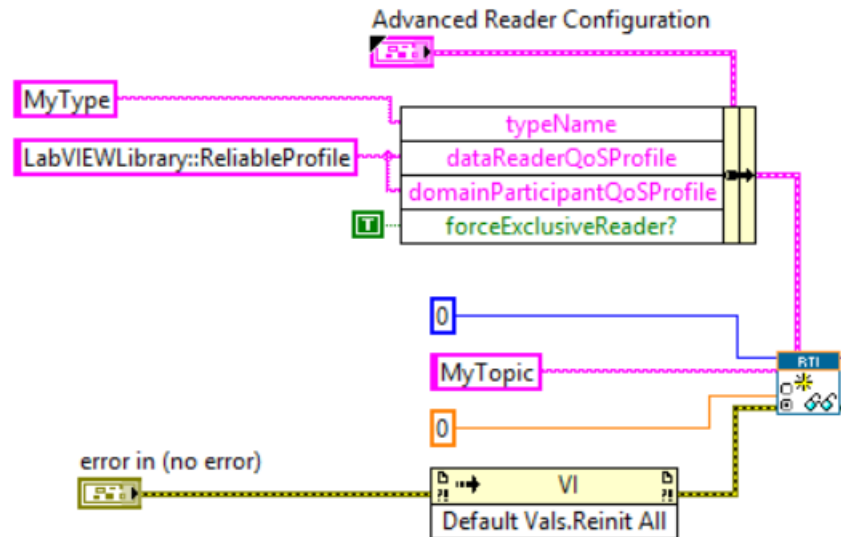 Advanced Reader Configuration
MyType
typeName
LabVIEWLibrary::ReliableProfile
dataReaderQoSProfile
domainParticipantQoSProfile
T
forceExclusiveReader?
0
RTI
MyTopic
0
error in (no error)
?!
VI
?!
Default Vals.Reinit All